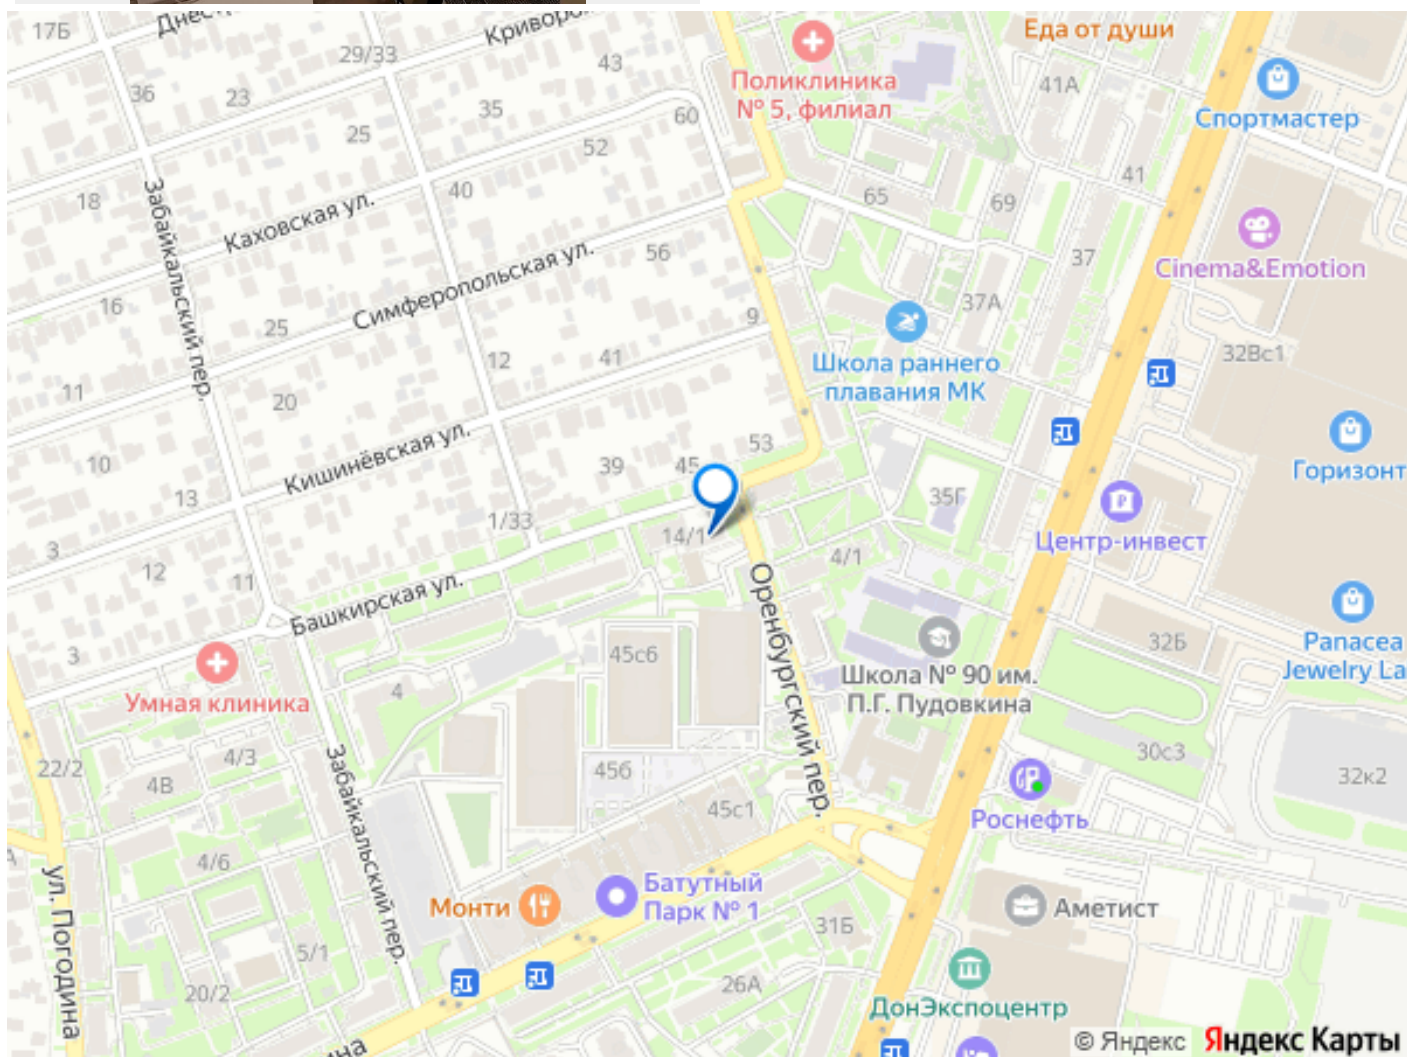 17Б
29/33
43
Еда от души
Поликлиника
№ 5, филиал
41А
Спортмастер
36
23
25
35
60
52
18
Забайкальский пер.
Каховская ул.
40
65
69
41
Симферопольская ул.
56
37
Cinema&Emotion
16
25
9
37А
11
12
41
Школа раннего
плавания МК
32Вс1
20
Кишинёвская ул.
10
13
39
45
53
35Г
Горизонт
1/33
14/1
Центр-инвест
3
12
11
Башкирская ул.
4/1
Оренбургский пер.
3
45с6
32Б
Panacea
Jewelry La
Умная клиника
4
Школа № 90 им.
П.Г. Пудовкина
22/2
4/3
4В
Забайкальский пер.
45б
45с1
30с3
32к2
Роснефть
4/6
ул. Погодина
Монти
Батутный
Парк № 1
31Б
Аметист
5/1
20/2
26А
ДонЭкспоцентр
© Яндекс Яндекс Карты